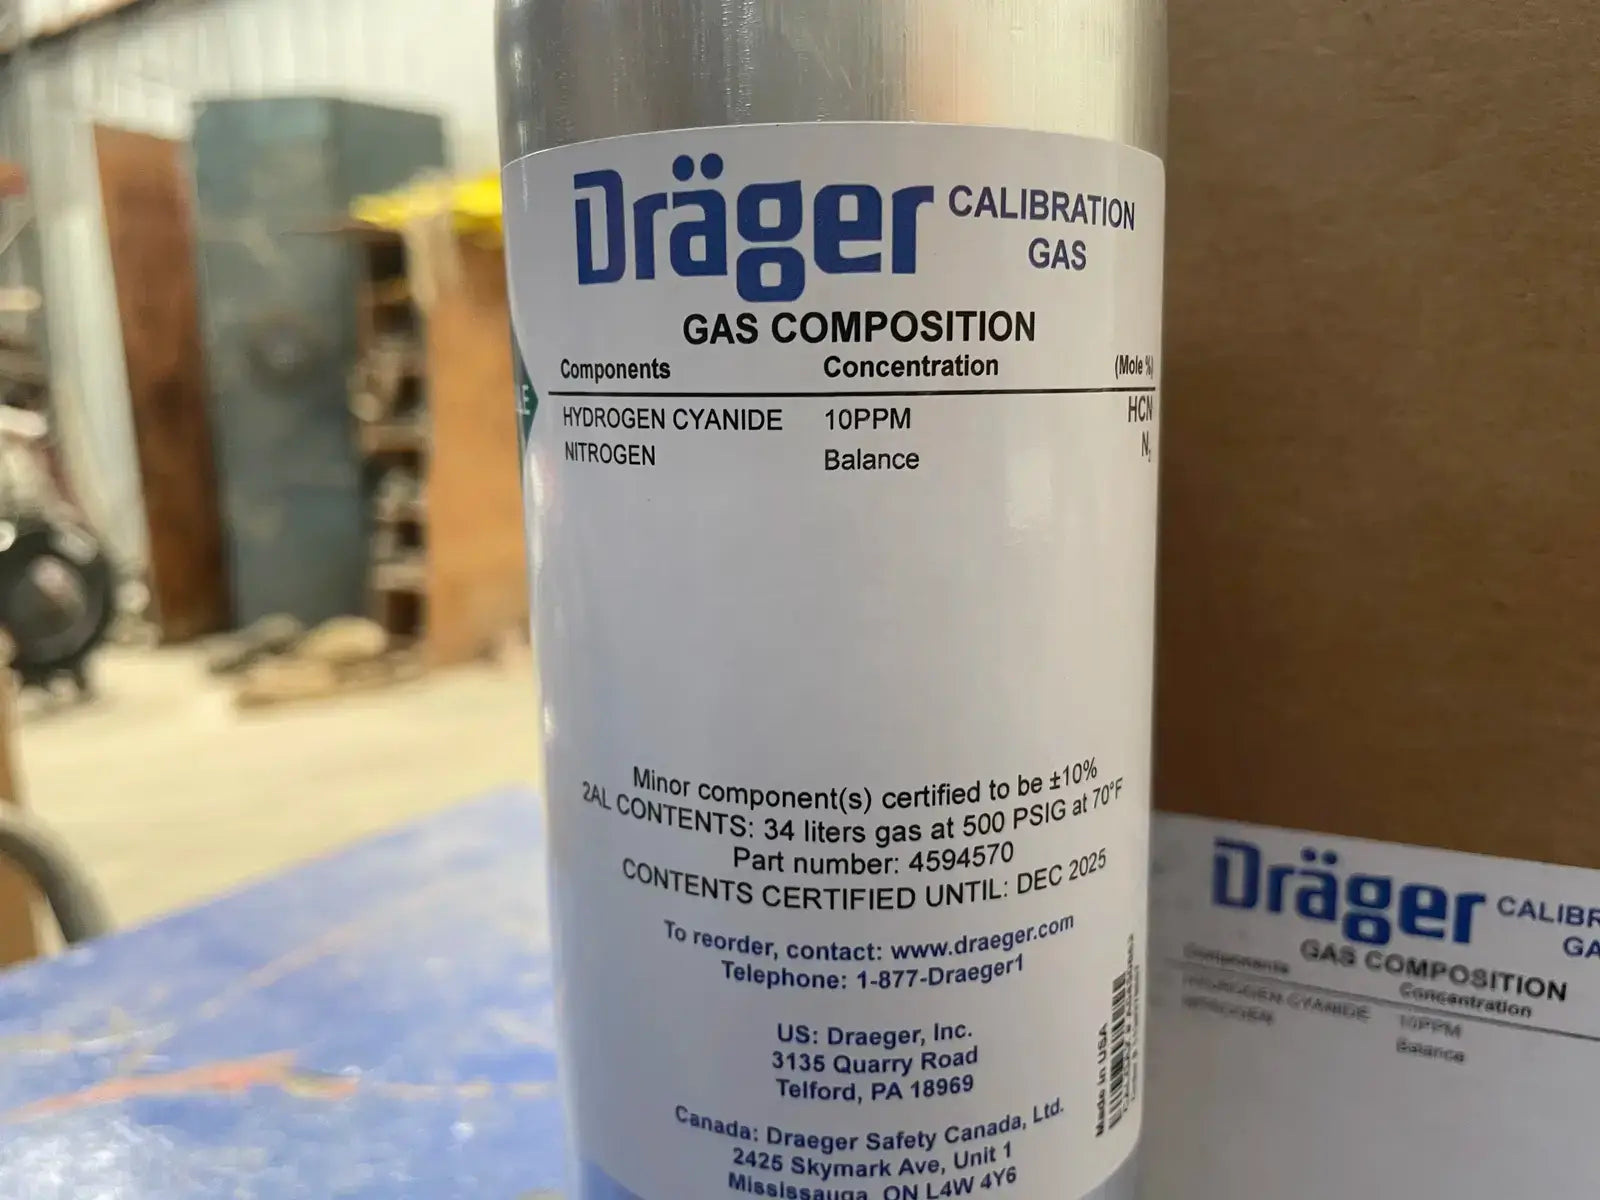 Dräger CALIBRATION
GAS
GAS COMPOSITION
Components Concentration (Mole %)
HYDROGEN CYANIDE 10PPM HCN
NITROGEN Balance N₂
Minor component(s) certified to be ±10%
2AL CONTENTS: 34 liters gas at 500 PSIG at 70°F
Part number: 4594570
CONTENTS CERTIFIED UNTIL: DEC 2025
To reorder, contact: www.draeger.com
Telephone: 1-877-Draeger1
US: Draeger, Inc.
3135 Quarry Road
Telford, PA 18969
Canada: Draeger Safety Canada, Ltd.
2425 Skymark Ave, Unit 1
Mississauga, ON L4W 4Y6
Made in USA
Dräger CALIBR
GA
GAS COMPOSITION
Components Concentration
HYDROGEN CYANIDE 10PPM
NITROGEN Balance